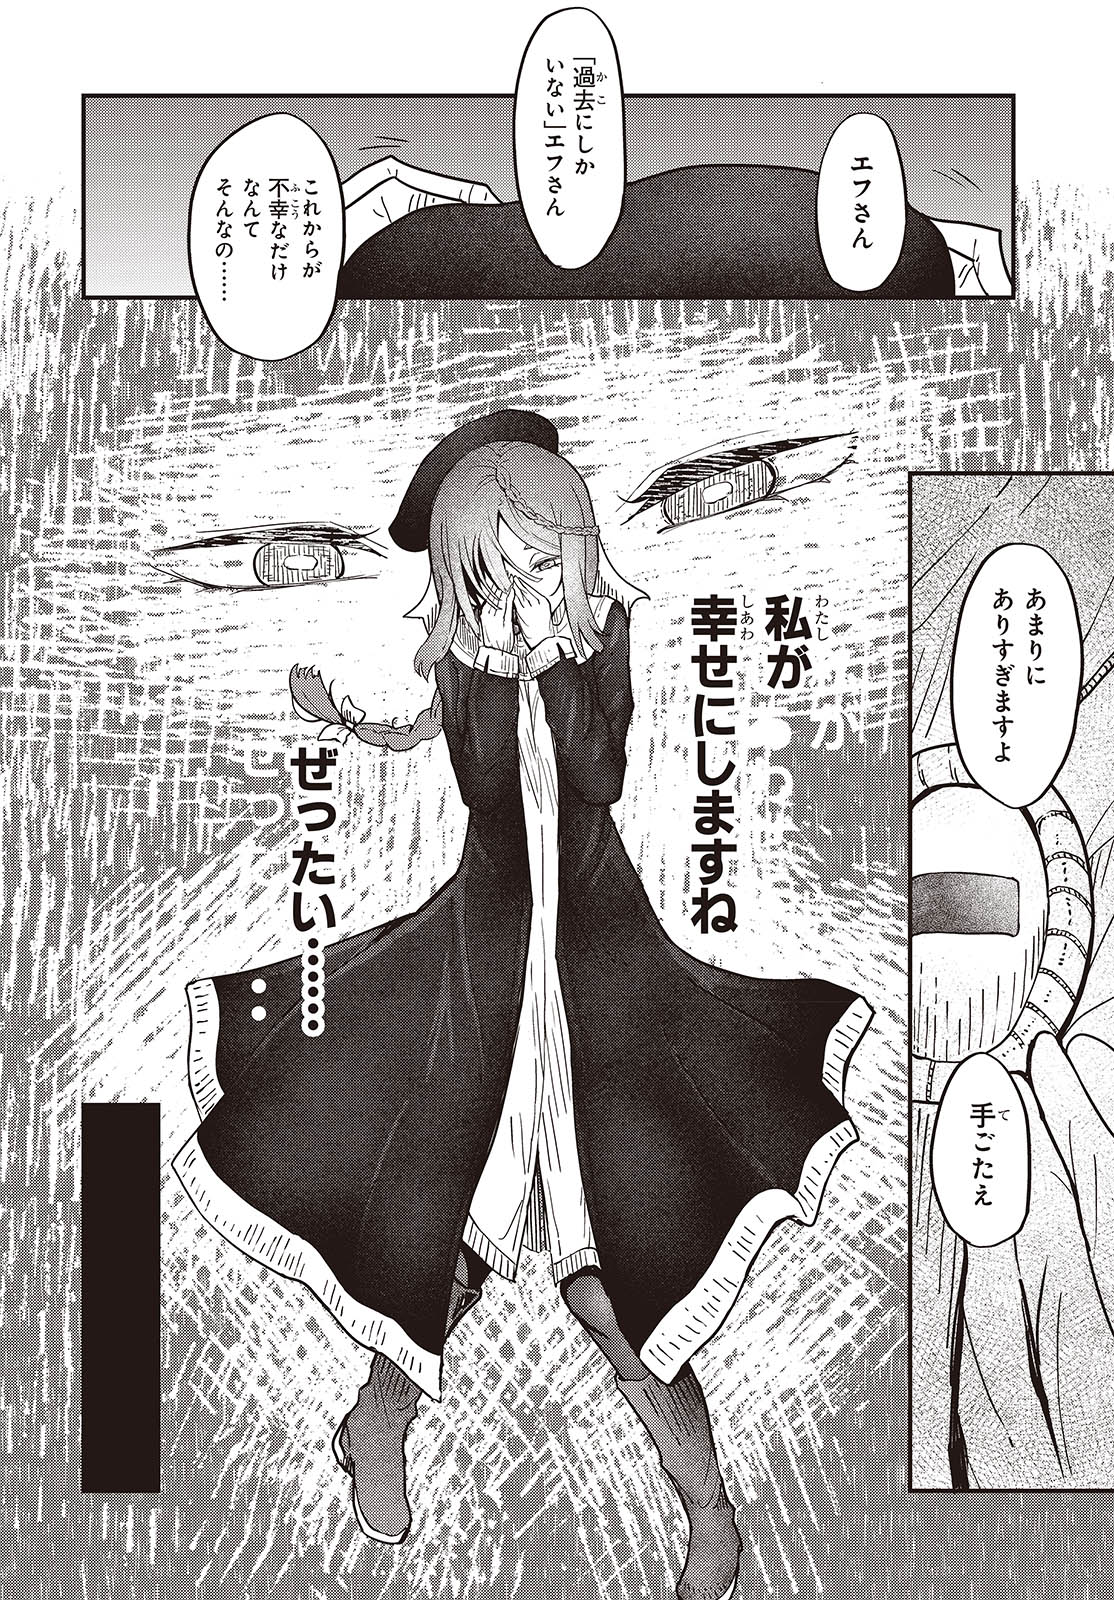 エフさん
「過去にしか
いない」エフさん
これからが
不幸なだけ
なんて
そんなの……
あまりに
ありすぎますよ
手ごたえ
私が
幸せにしますね
ぜったい……